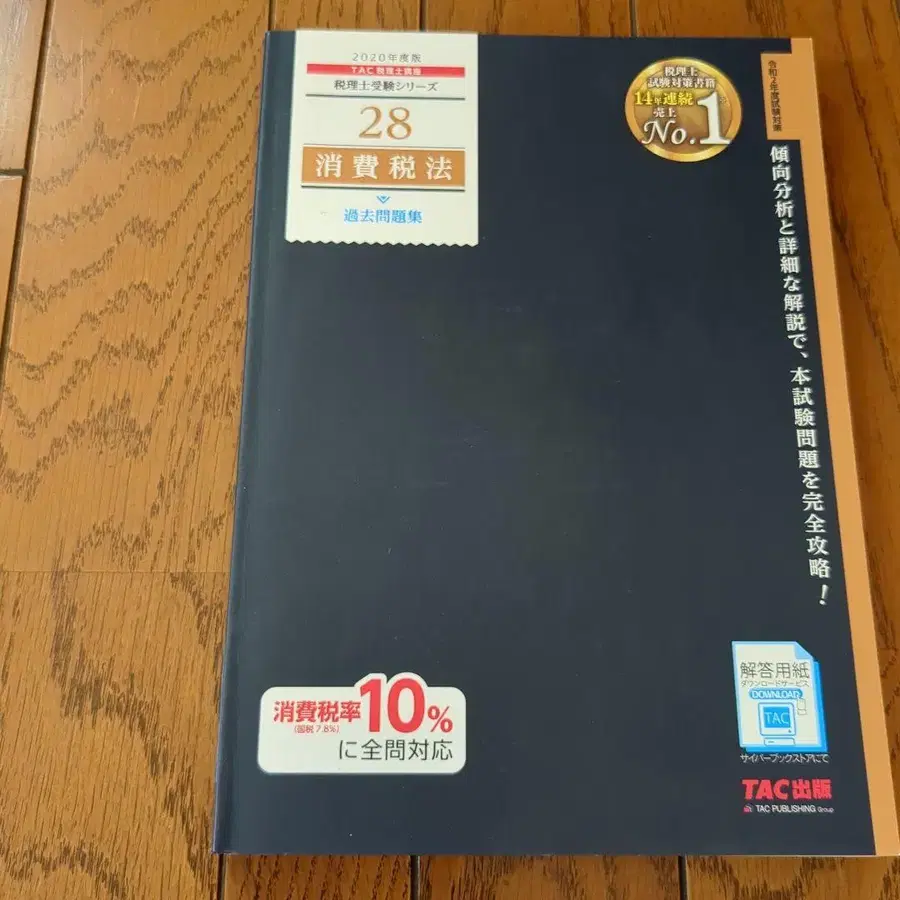 2020年度版
TAC税理士講座
税理士受験シリーズ
28
消費税法
過去問題集
税理士
試験対策書籍
14年連続
売上
No.1
令和2年度試験対策
傾向分析と詳細な解説で、本試験問題を完全攻略!
消費税率10%
(国税7.8%)
に全問対応
解答用紙
ダウンロードサービス
DOWNLOAD
TAC
サイバーブックストアにて
TAC出版
TAC PUBLISHING Group